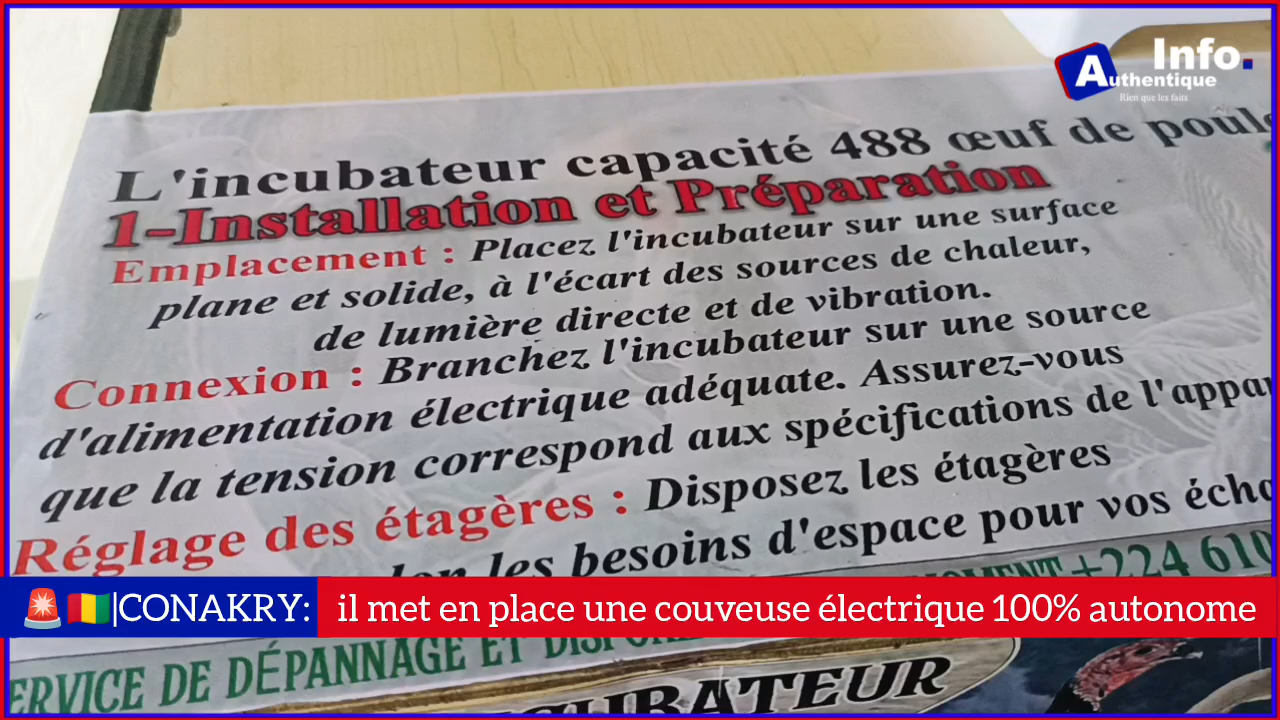 Info.
Authentique
Rien que les faits
L'incubateur capacité 488 œuf de poule
1-Installation et Préparation
Emplacement : Placez l'incubateur sur une surface
plane et solide, à l'écart des sources de chaleur,
de lumière directe et de vibration.
Connexion : Branchez l'incubateur sur une source
d'alimentation électrique adéquate. Assurez-vous
que la tension correspond aux spécifications de l'appar
Réglage des étagères : Disposez les étagères
les besoins d'espace pour vos écha
+224 610
|CONAKRY: il met en place une couveuse électrique 100% autonome
ERVICE DE DÉPANNAGE ET
INCUBATEUR